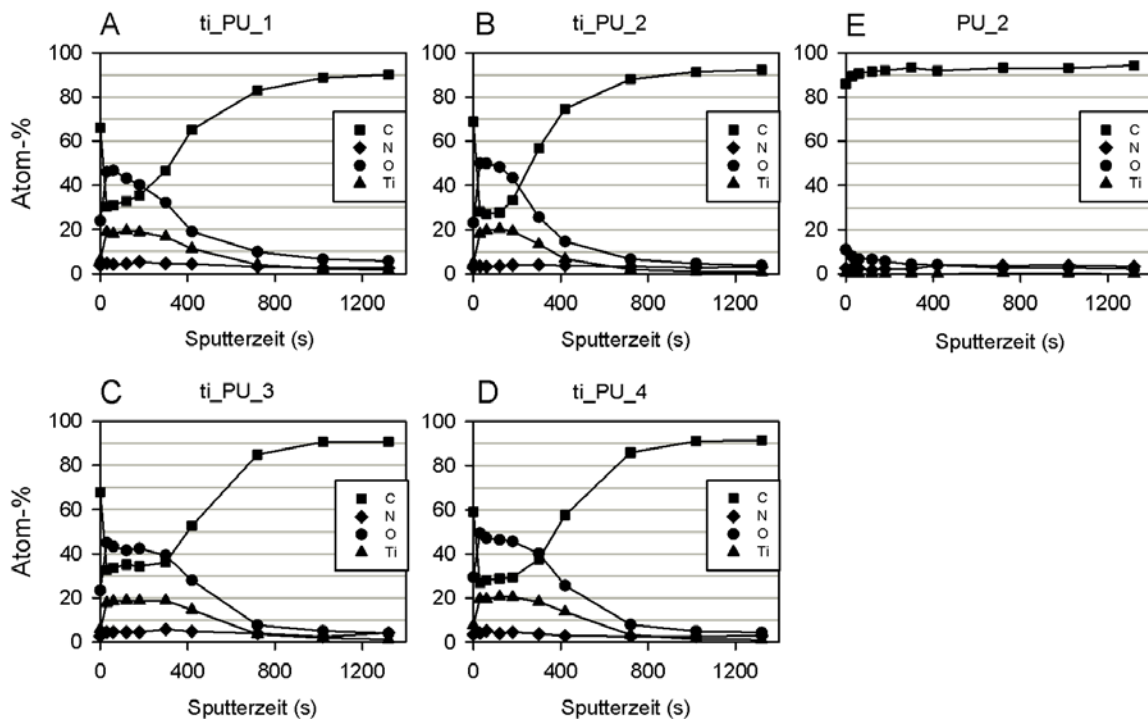 A ti_PU_1
100
80
60
40
20
0
Atom-%
C
N
O
Ti
0 400 800 1200
Sputterzeit (s)
B ti_PU_2
100
80
60
40
20
0
C
N
O
Ti
0 400 800 1200
Sputterzeit (s)
E PU_2
100
80
60
40
20
0
C
N
O
Ti
0 400 800 1200
Sputterzeit (s)
C ti_PU_3
100
80
60
40
20
0
Atom-%
C
N
O
Ti
0 400 800 1200
Sputterzeit (s)
D ti_PU_4
100
80
60
40
20
0
C
N
O
Ti
0 400 800 1200
Sputterzeit (s)